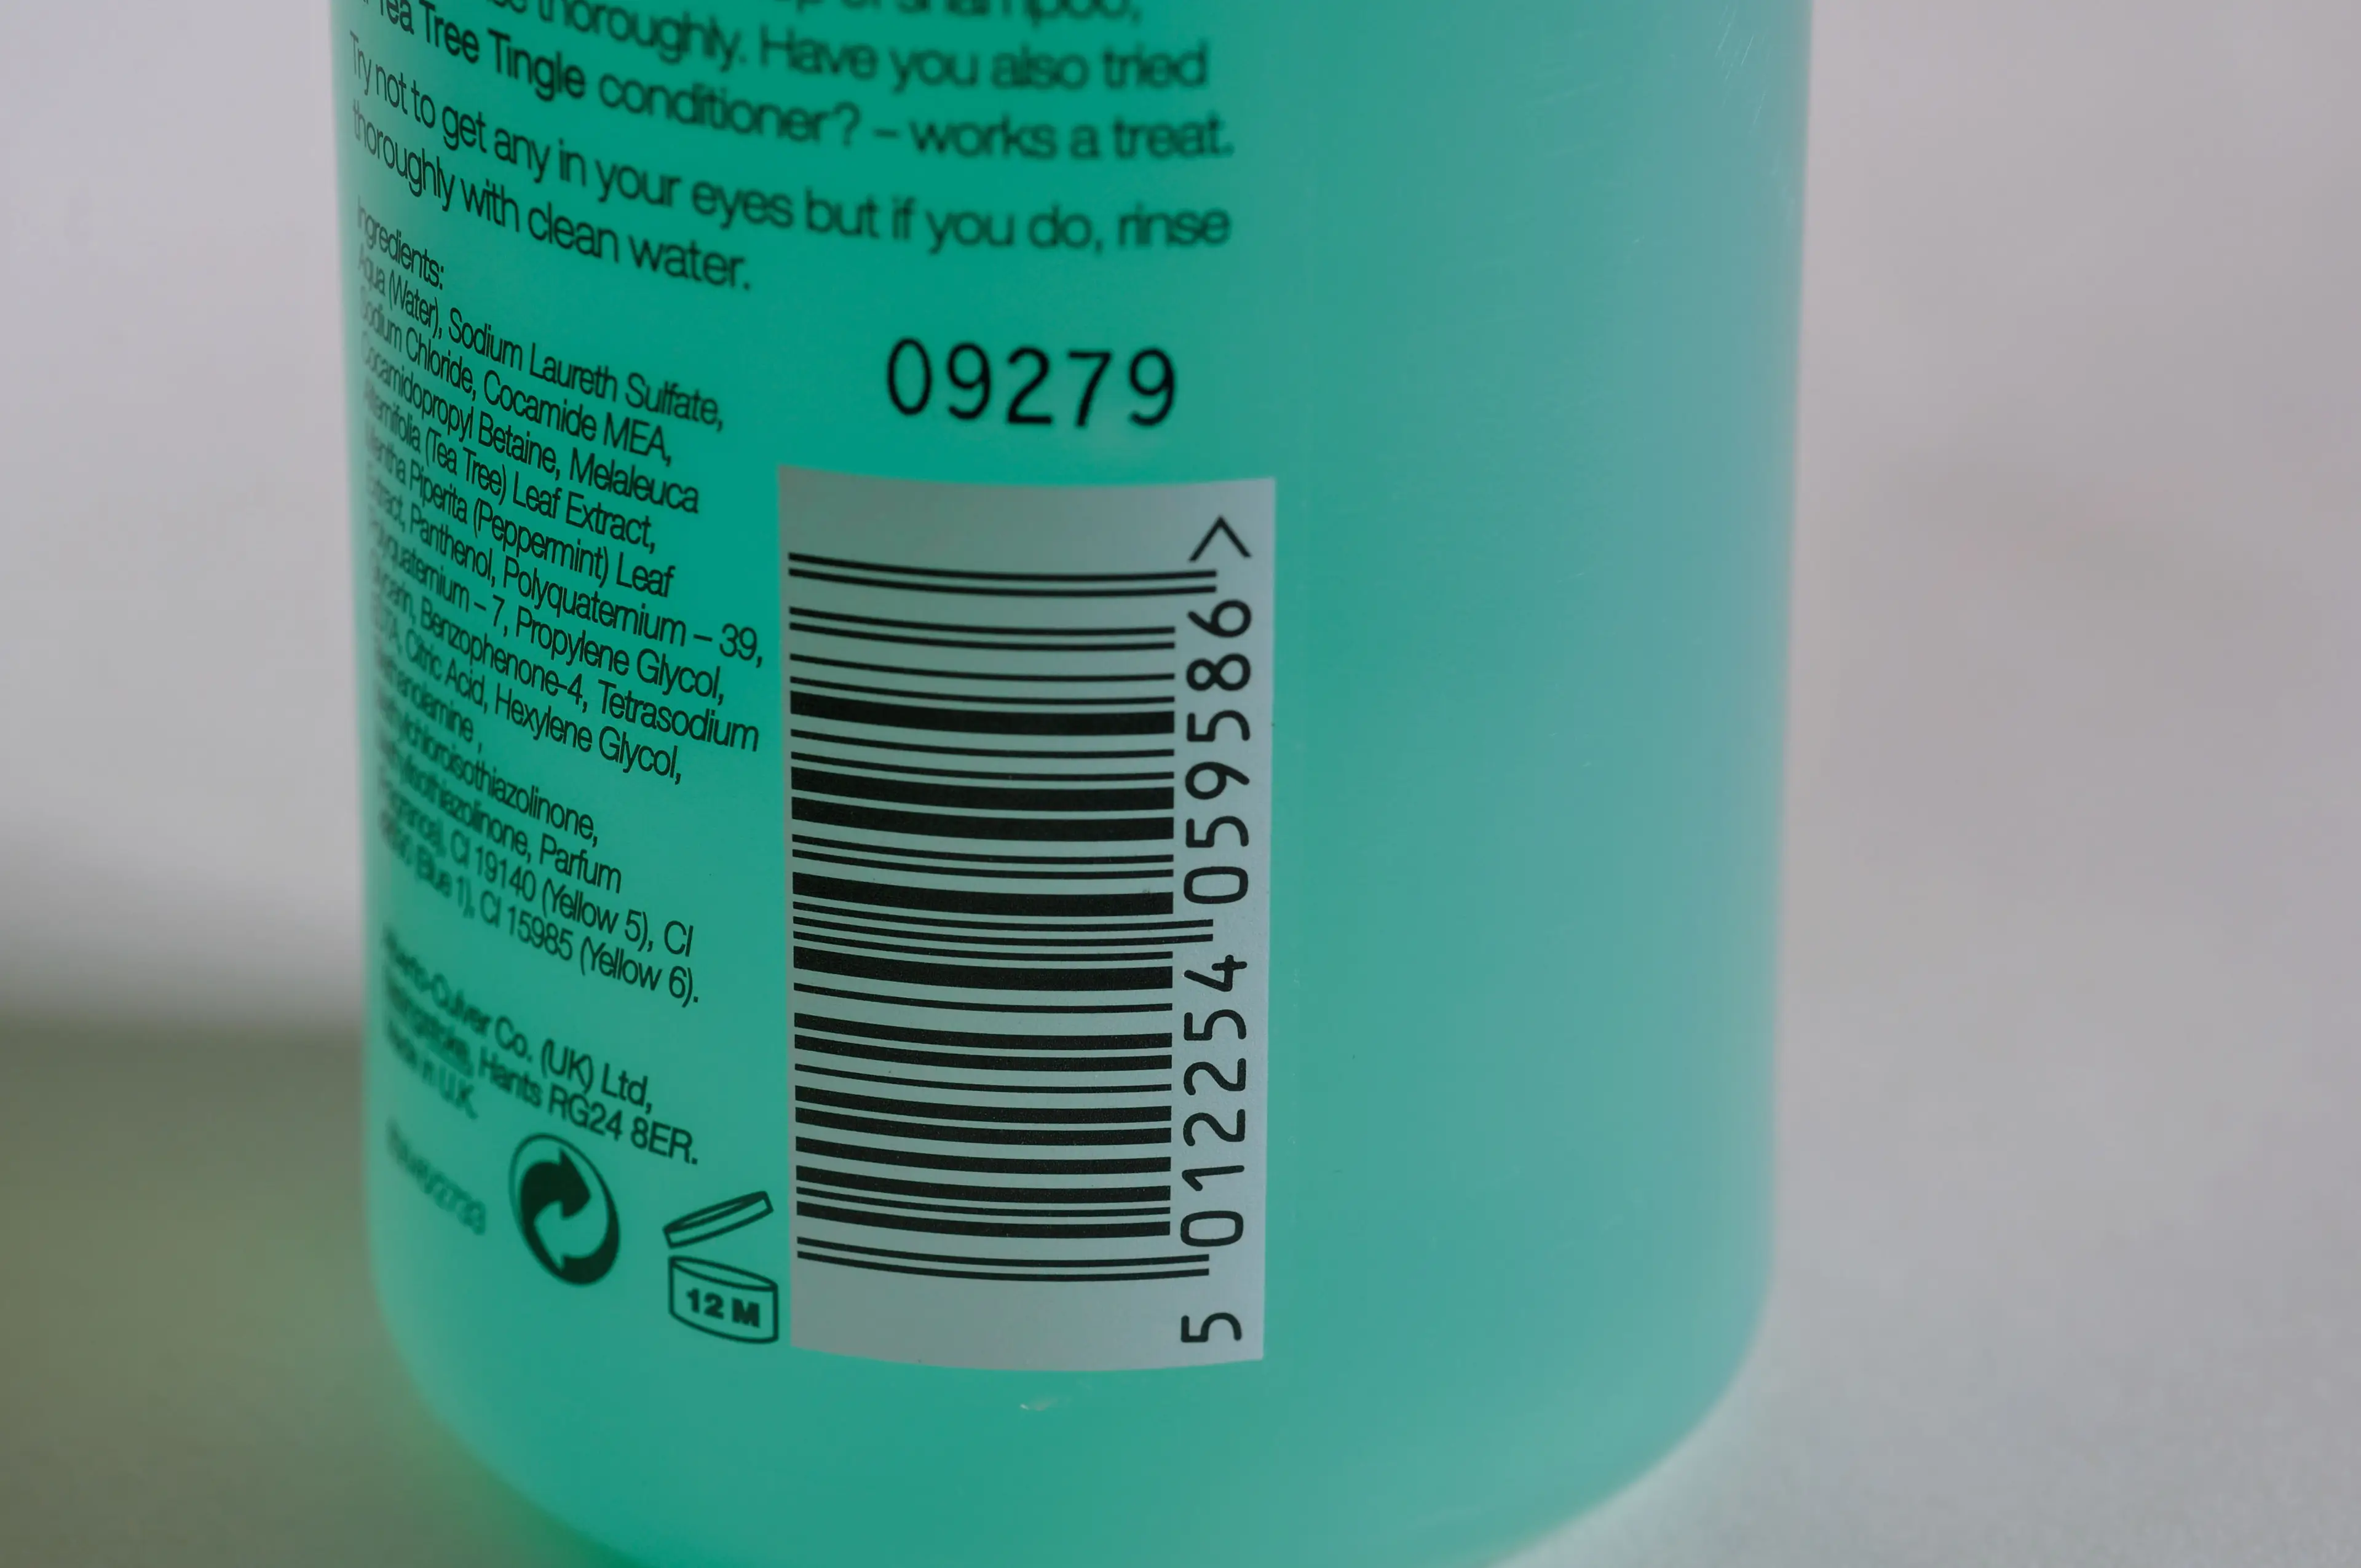 shampoo,
thoroughly. Have you also tried
Tea Tree Tingle conditioner? – works a treat.
Try not to get any in your eyes but if you do, rinse
thoroughly with clean water.
Ingredients:
Aqua (Water), Sodium Laureth Sulfate,
Sodium Chloride, Cocamide MEA,
Cocamidopropyl Betaine, Melaleuca
Alternifolia (Tea Tree) Leaf Extract,
Mentha Piperita (Peppermint) Leaf
Extract, Panthenol, Polyquaternium – 39,
Polyquaternium – 7, Propylene Glycol,
Glycerin, Benzophenone-4, Tetrasodium
EDTA, Citric Acid, Hexylene Glycol,
Methylchloroisothiazolinone,
Methylisothiazolinone, Parfum
(Fragrance), CI 19140 (Yellow 5), CI
(Blue 1), CI 15985 (Yellow 6).
Alberto-Culver Co. (UK) Ltd,
Basingstoke, Hants RG24 8ER.
Made in U.K.
12 M
09279
5 012254 059586 >